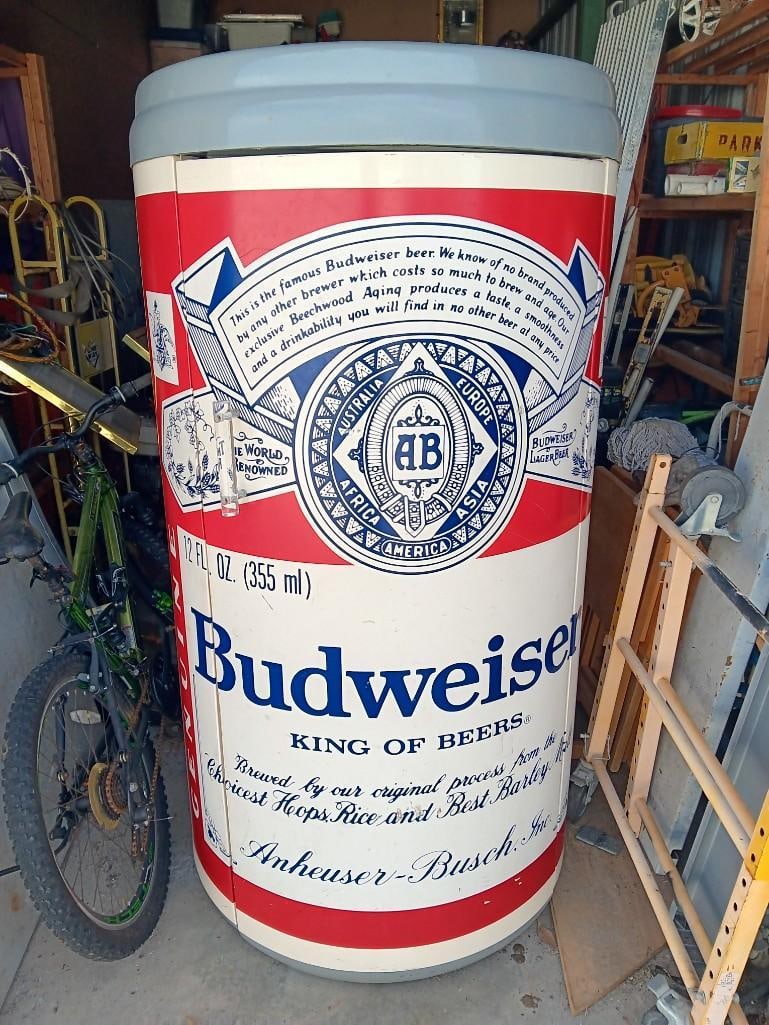 PARK
This is the famous Budweiser beer. We know of no brand produced
by any other brewer which costs so much to brew and age. Our
exclusive Beechwood Aging produces a taste, a smoothness
and a drinkability you will find in no other beer at any price
AUSTRALIA
EUROPE
AB
AFRICA
ASIA
AMERICA
WORLD
RENOWNED
BUDWEISER
LAGER BEER
GENUINE
12 FL. OZ. (355 ml)
Budweiser
KING OF BEERS®
Brewed by our original process from the
Choicest Hops, Rice and Best Barley
Anheuser-Busch, Inc.